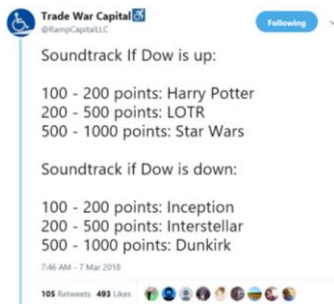 Trade War Capital♿
@RampCapitalLLC
Following
Soundtrack If Dow is up:
100 - 200 points: Harry Potter
200 - 500 points: LOTR
500 - 1000 points: Star Wars
Soundtrack if Dow is down:
100 - 200 points: Inception
200 - 500 points: Interstellar
500 - 1000 points: Dunkirk
7:46 AM - 7 Mar 2018
105 Retweets 493 Likes